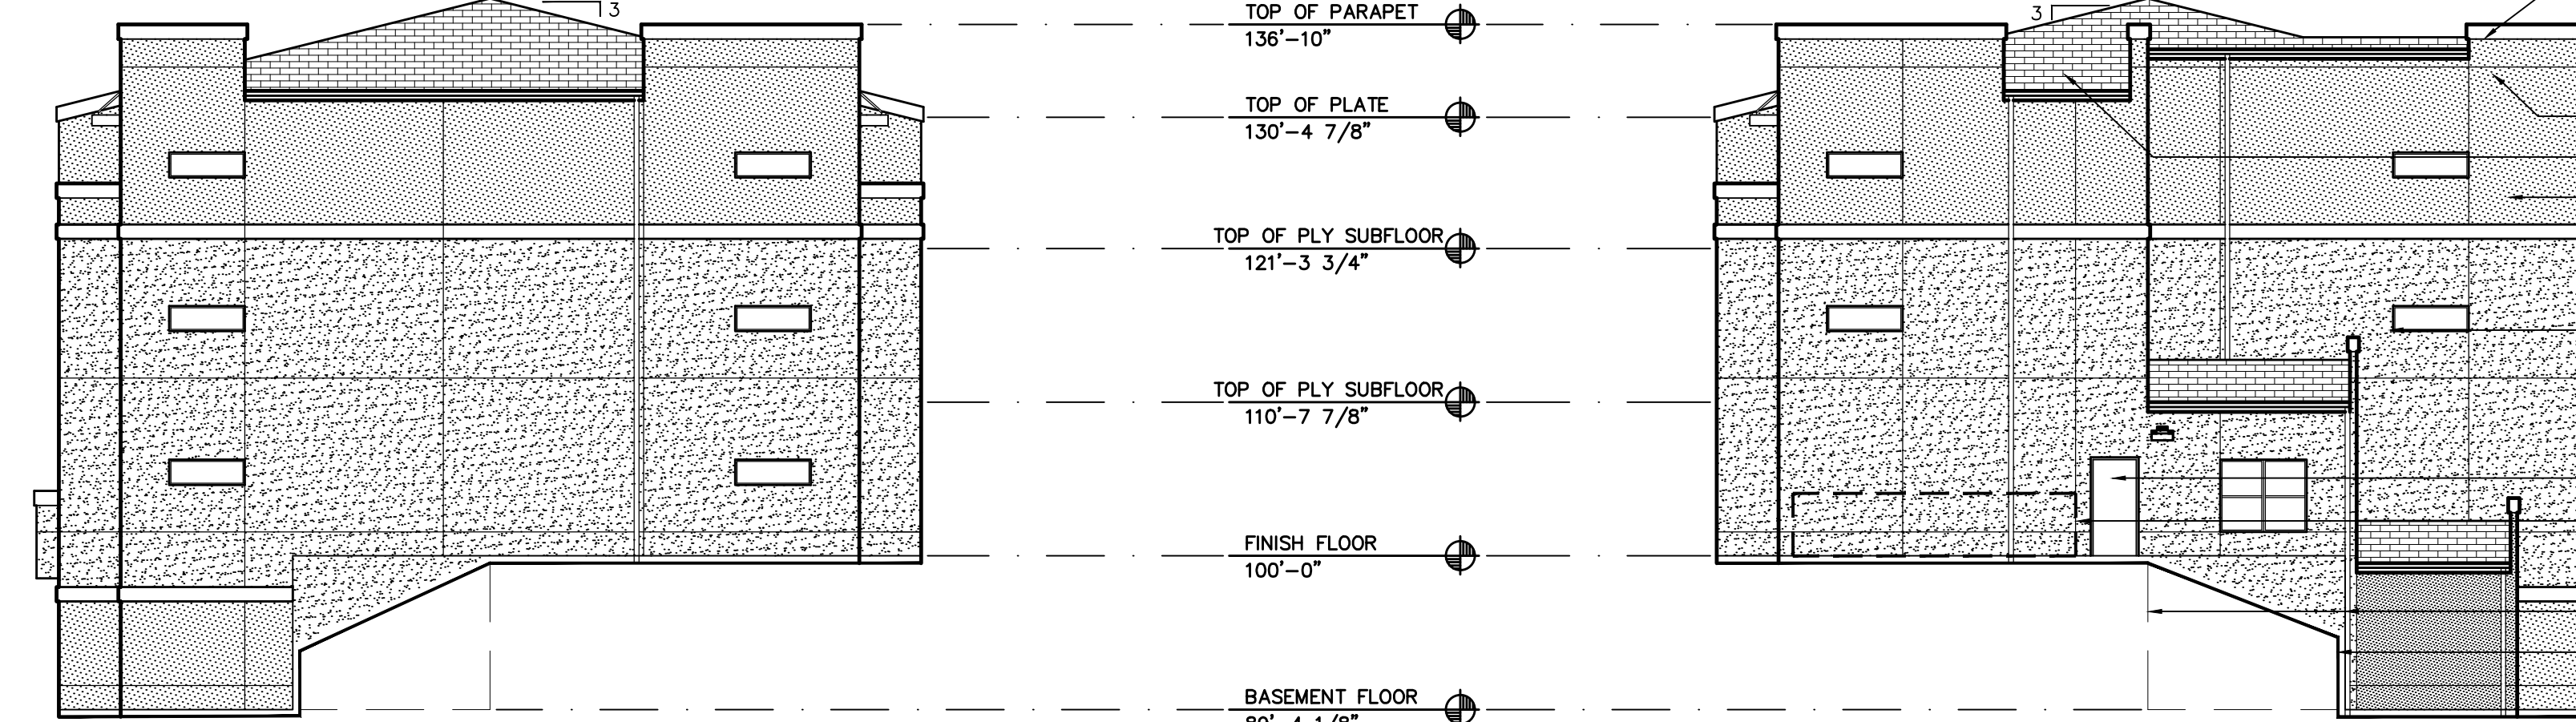 3
3
TOP OF PARAPET
136'-10"
TOP OF PLATE
130'-4 7/8"
TOP OF PLY SUBFLOOR
121'-3 3/4"
TOP OF PLY SUBFLOOR
110'-7 7/8"
FINISH FLOOR
100'-0"
BASEMENT FLOOR